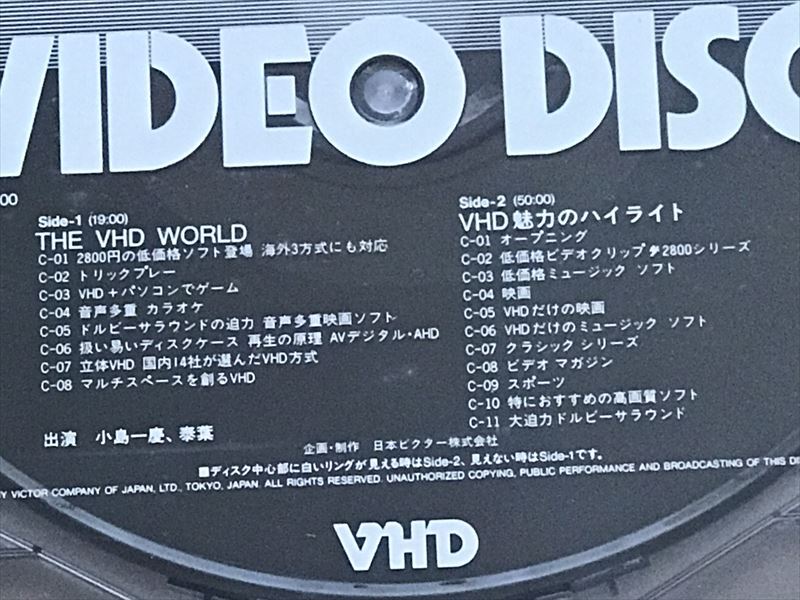 VIDEO DISC
00
Side-1 (19:00)
THE VHD WORLD
C-01 2800円の低価格ソフト登場 海外3方式にも対応
C-02 トリックプレー
C-03 VHD+パソコンでゲーム
C-04 音声多重 カラオケ
C-05 ドルビーサラウンドの迫力 音声多重映画ソフト
C-06 扱い易いディスクケース 再生の原理 AVデジタル・AHD
C-07 立体VHD 国内14社が選んだVHD方式
C-08 マルチスペースを創るVHD
出演 小島一慶、泰葉
Side-2 (50:00)
VHD魅力のハイライト
C-01 オープニング
C-02 低価格ビデオクリップ 2800シリーズ
C-03 低価格ミュージック ソフト
C-04 映画
C-05 VHDだけの映画
C-06 VHDだけのミュージック ソフト
C-07 クラシック シリーズ
C-08 ビデオ マガジン
C-09 スポーツ
C-10 特におすすめの高画質ソフト
C-11 大迫力ドルビーサラウンド
企画・制作 日本ビクター株式会社
■ディスク中心部に白いリングが見える時はSide-2、見えない時はSide-1です。
BY VICTOR COMPANY OF JAPAN, LTD., TOKYO, JAPAN. ALL RIGHTS RESERVED. UNAUTHORIZED COPYING, PUBLIC PERFORMANCE AND BROADCASTING OF THIS
VHD